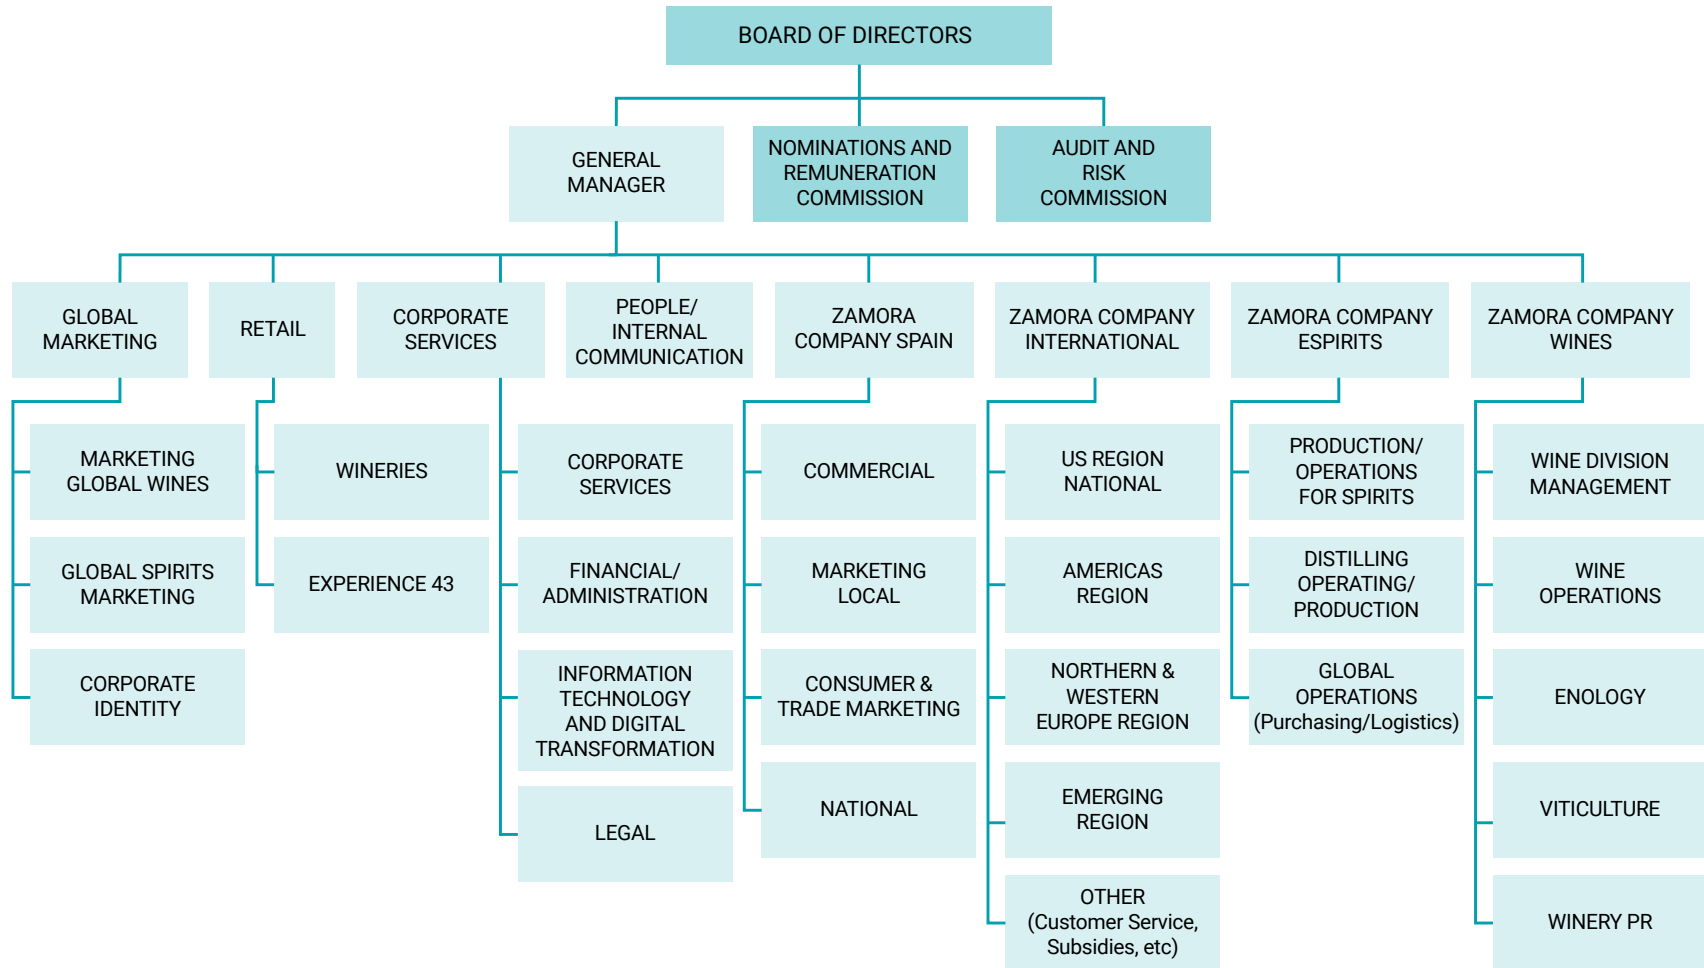 BOARD OF DIRECTORS
GENERAL
MANAGER
NOMINATIONS AND
REMUNERATION
COMMISSION
AUDIT AND
RISK
COMMISSION
GLOBAL
MARKETING
RETAIL
CORPORATE
SERVICES
PEOPLE/
INTERNAL
COMMUNICATION
ZAMORA
COMPANY SPAIN
ZAMORA COMPANY
INTERNATIONAL
ZAMORA COMPANY
ESPIRITS
ZAMORA COMPANY
WINES
MARKETING
GLOBAL WINES
GLOBAL SPIRITS
MARKETING
CORPORATE
IDENTITY
WINERIES
EXPERIENCE 43
CORPORATE
SERVICES
FINANCIAL/
ADMINISTRATION
INFORMATION
TECHNOLOGY
AND DIGITAL
TRANSFORMATION
LEGAL
COMMERCIAL
MARKETING
LOCAL
CONSUMER &
TRADE MARKETING
NATIONAL
US REGION
NATIONAL
AMERICAS
REGION
NORTHERN &
WESTERN
EUROPE REGION
EMERGING
REGION
OTHER
(Customer Service,
Subsidies, etc)
PRODUCTION/
OPERATIONS
FOR SPIRITS
DISTILLING
OPERATING/
PRODUCTION
GLOBAL
OPERATIONS
(Purchasing/Logistics)
WINE DIVISION
MANAGEMENT
WINE
OPERATIONS
ENOLOGY
VITICULTURE
WINERY PR